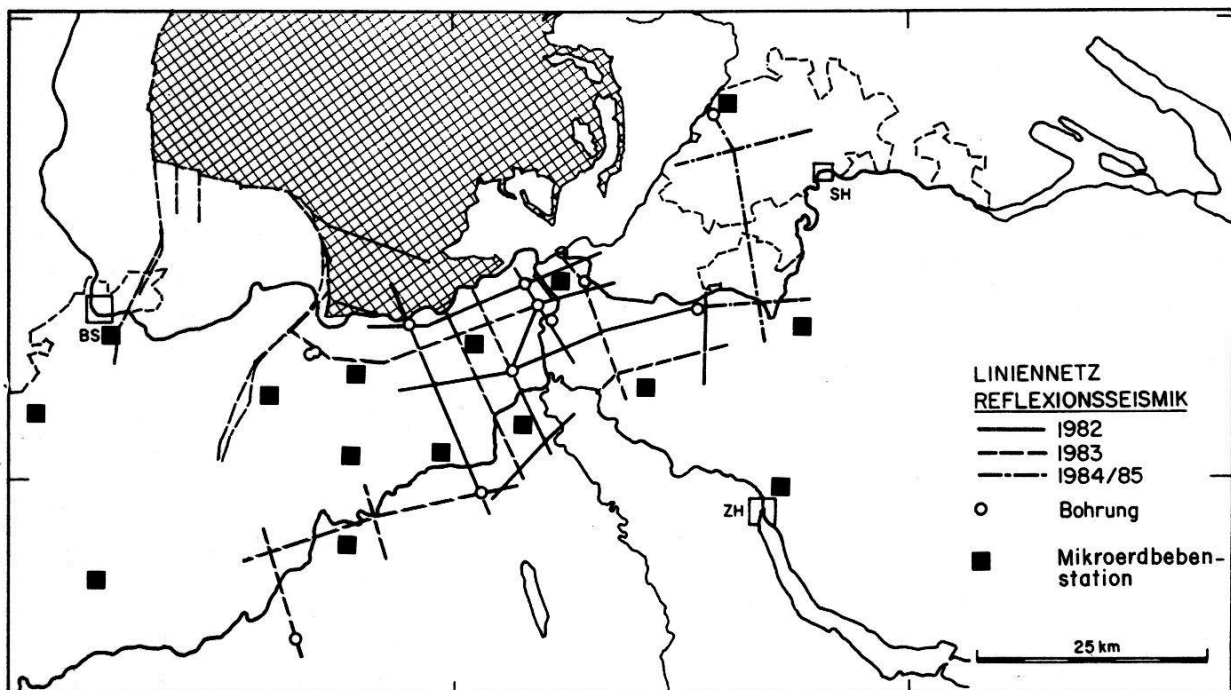 SH
BS
ZH
LINIENNETZ
REFLEXIONSSEISMIK
1982
1983
1984/85
Bohrung
Mikroerdbeben-
station
25 km